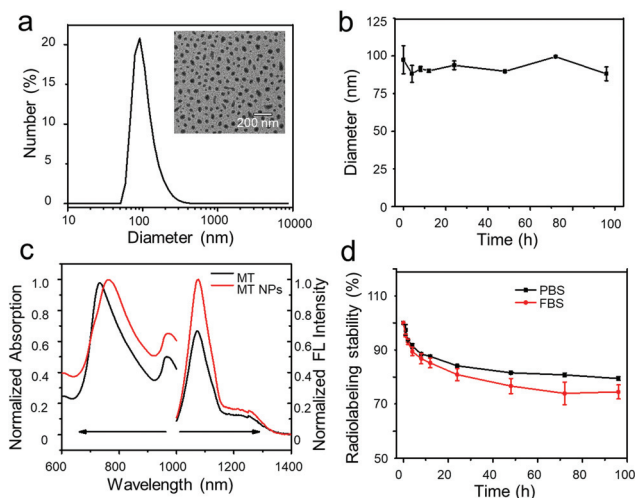 a
Number (%)
20
15
10
5
0
200 nm
10
100
1000
10000
Diameter (nm)
b
Diameter (nm)
125
100
75
50
25
0
0
20
40
60
80
100
Time (h)
c
Normalized Absorption
1.0
0.8
0.6
0.4
0.2
0
MT
MT NPs
1.0
0.8
0.6
0.4
0.2
0.0
Normalized FL Intensity
600
800
1000
1200
1400
Wavelength (nm)
d
Radiolabeling stability (%)
110
90
70
50
PBS
FBS
0
20
40
60
80
100
Time (h)